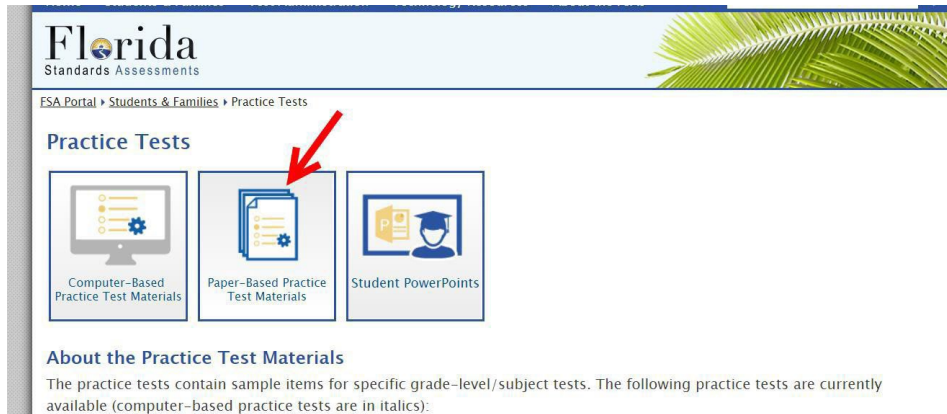 Florida
Standards Assessments
FSA Portal ▸ Students & Families ▸ Practice Tests
Practice Tests
Computer-Based
Practice Test Materials
Paper-Based Practice
Test Materials
P
Student PowerPoints
About the Practice Test Materials
The practice tests contain sample items for specific grade-level/subject tests. The following practice tests are currently
available (computer-based practice tests are in italics):